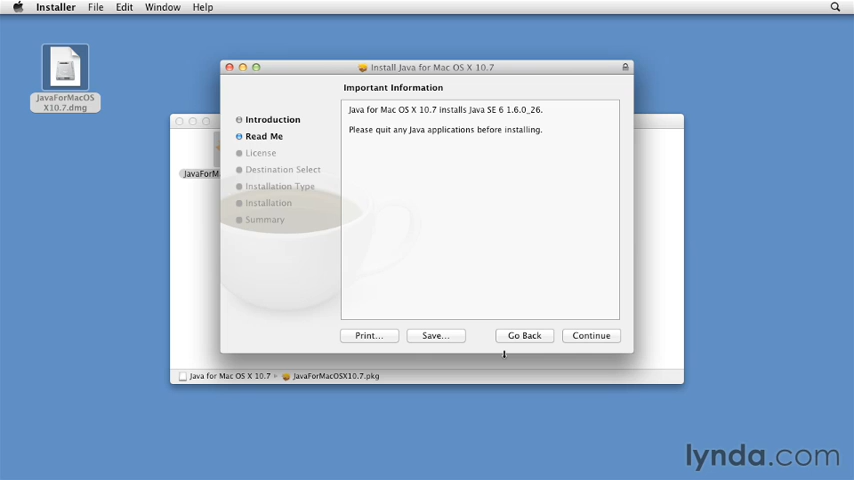 Installer File Edit Window Help
JavaForMacOS
X10.7.dmg
Install Java for Mac OS X 10.7
Important Information
Introduction
Read Me
License
Destination Select
Installation Type
Installation
Summary
Java for Mac OS X 10.7 installs Java SE 6 1.6.0_26.
Please quit any Java applications before installing.
JavaForMa
Print... Save... Go Back Continue
Java for Mac OS X 10.7 JavaForMacOSX10.7.pkg
lynda.com